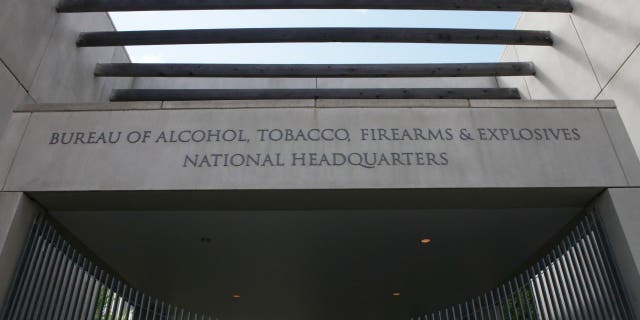 BUREAU OF ALCOHOL, TOBACCO, FIREARMS & EXPLOSIVES
NATIONAL HEADQUARTERS